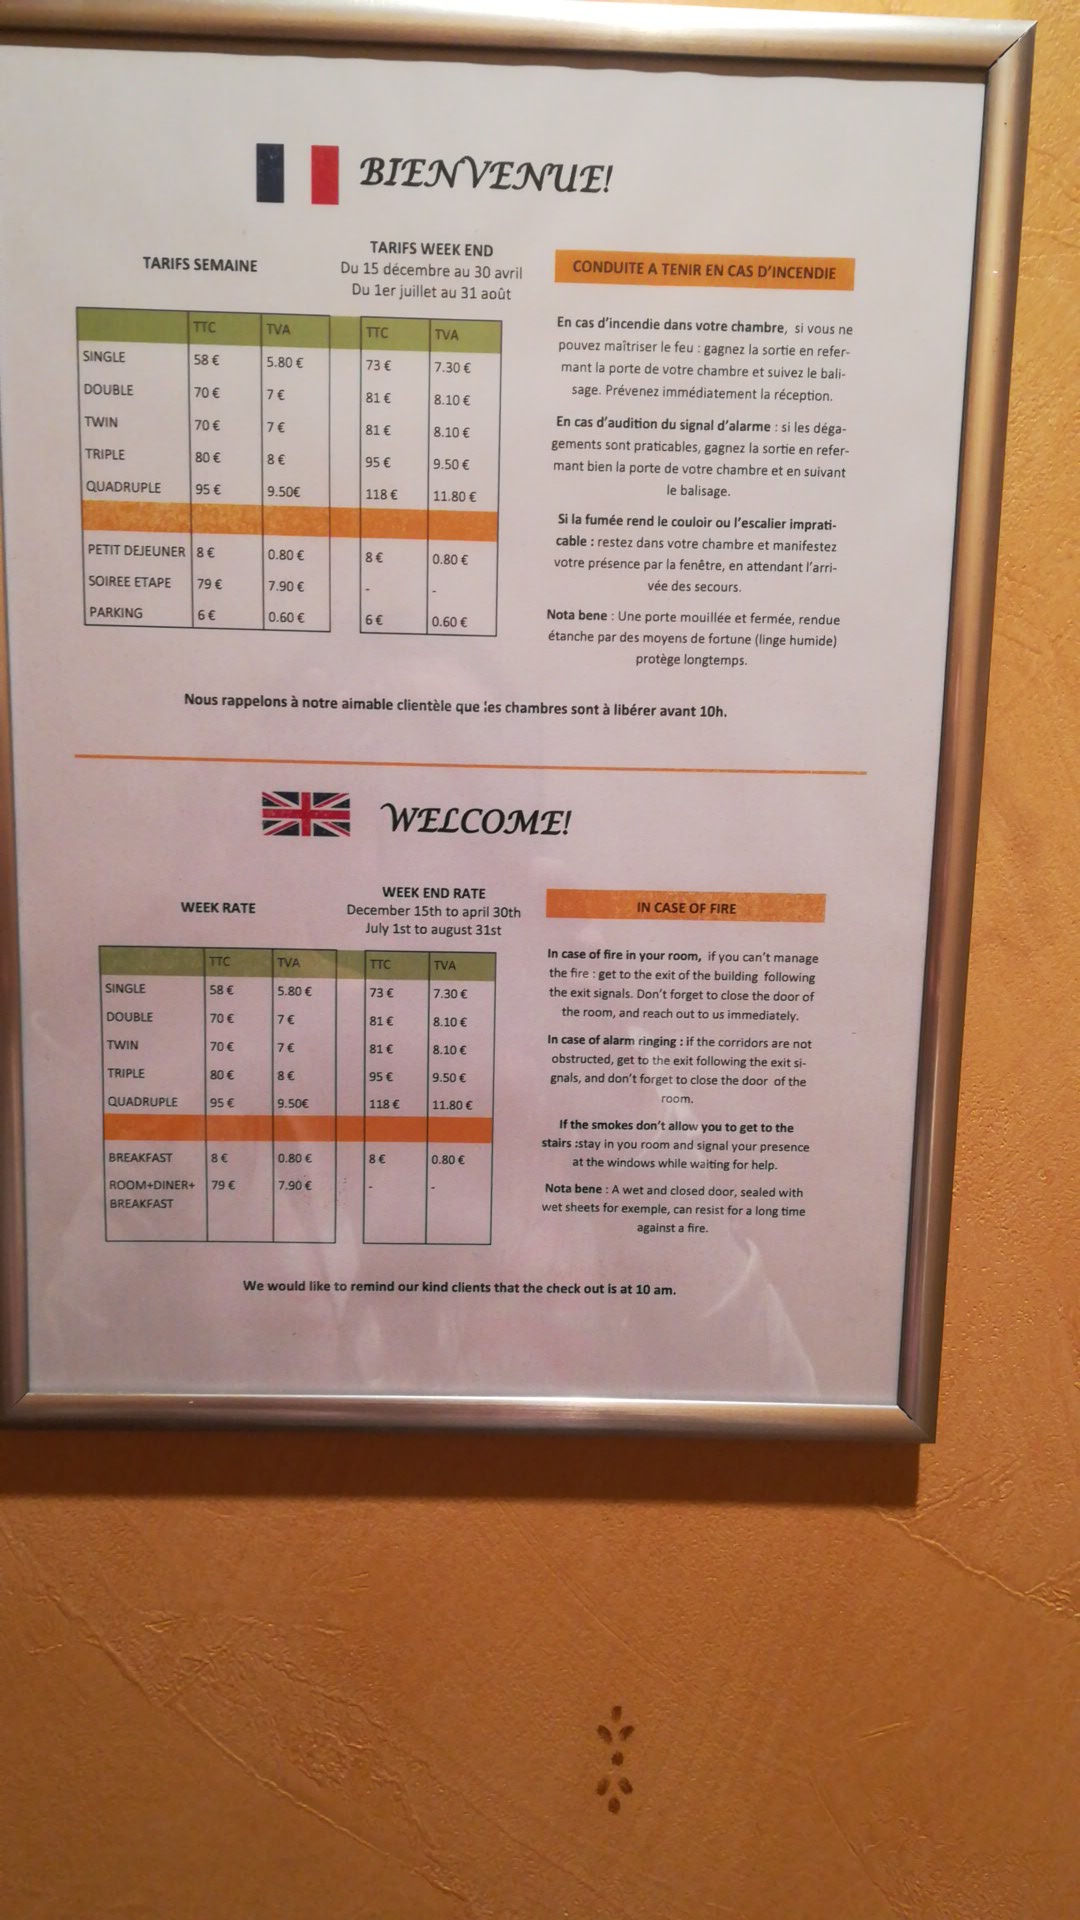 BIENVENUE!
TARIFS SEMAINE
TARIFS WEEK END
Du 15 décembre au 30 avril
Du 1er juillet au 31 août
TTC TVA TTC TVA
SINGLE 58 € 5.80 € 73 € 7.30 €
DOUBLE 70 € 7 € 81 € 8.10 €
TWIN 70 € 7 € 81 € 8.10 €
TRIPLE 80 € 8 € 95 € 9.50 €
QUADRUPLE 95 € 9.50€ 118 € 11.80 €
PETIT DEJEUNER 8 € 0.80 € 8 € 0.80 €
SOIREE ETAPE 79 € 7.90 € - -
PARKING 6 € 0.60 € 6 € 0.60 €
CONDUITE A TENIR EN CAS D'INCENDIE
En cas d'incendie dans votre chambre, si vous ne
pouvez maîtriser le feu : gagnez la sortie en refer-
mant la porte de votre chambre et suivez le bali-
sage. Prévenez immédiatement la réception.
En cas d'audition du signal d'alarme : si les déga-
gements sont praticables, gagnez la sortie en refer-
mant bien la porte de votre chambre et en suivant
le balisage.
Si la fumée rend le couloir ou l'escalier imprati-
cable : restez dans votre chambre et manifestez
votre présence par la fenêtre, en attendant l'arri-
vée des secours.
Nota bene : Une porte mouillée et fermée, rendue
étanche par des moyens de fortune (linge humide)
protège longtemps.
Nous rappelons à notre aimable clientèle que les chambres sont à libérer avant 10h.
WELCOME!
WEEK RATE
WEEK END RATE
December 15th to april 30th
July 1st to august 31st
TTC TVA TTC TVA
SINGLE 58 € 5.80 € 73 € 7.30 €
DOUBLE 70 € 7 € 81 € 8.10 €
TWIN 70 € 7 € 81 € 8.10 €
TRIPLE 80 € 8 € 95 € 9.50 €
QUADRUPLE 95 € 9.50€ 118 € 11.80 €
BREAKFAST 8 € 0.80 € 8 € 0.80 €
ROOM+DINER+ 79 € 7.90 € - -
BREAKFAST
IN CASE OF FIRE
In case of fire in your room, if you can't manage
the fire : get to the exit of the building following
the exit signals. Don't forget to close the door of
the room, and reach out to us immediately.
In case of alarm ringing : if the corridors are not
obstructed, get to the exit following the exit si-
gnals, and don't forget to close the door of the
room.
If the smokes don't allow you to get to the
stairs :stay in you room and signal your presence
at the windows while waiting for help.
Nota bene : A wet and closed door, sealed with
wet sheets for exemple, can resist for a long time
against a fire.
We would like to remind our kind clients that the check out is at 10 am.